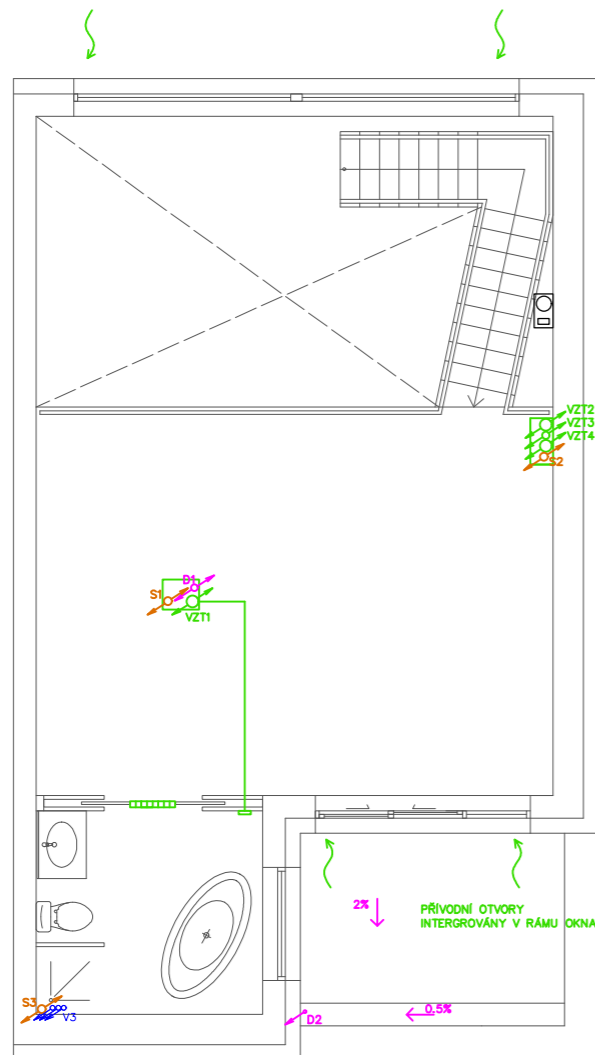 VZT2
VZT3
VZT4
S2
D1
S1
VZT1
2%
PŘÍVODNÍ OTVORY
INTERGROVÁNY V RÁMU OKNA
S3
V3
D2
0.5%